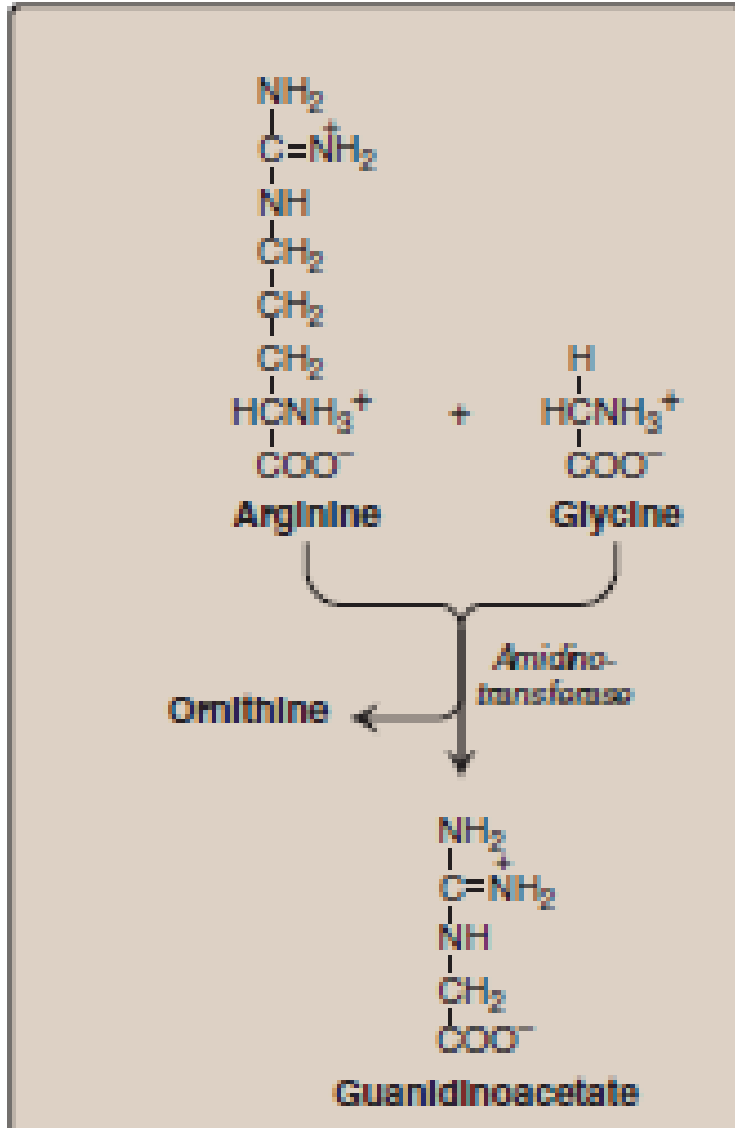 NH₂
C=NH₂⁺
NH
CH₂
CH₂
CH₂ H
HCNH₃⁺ + HCNH₃⁺
COO⁻ COO⁻
Arginine Glycine
Amidino-
transferase
Ornithine
NH₂
C=NH₂⁺
NH
CH₂
COO⁻
Guanidinoacetate